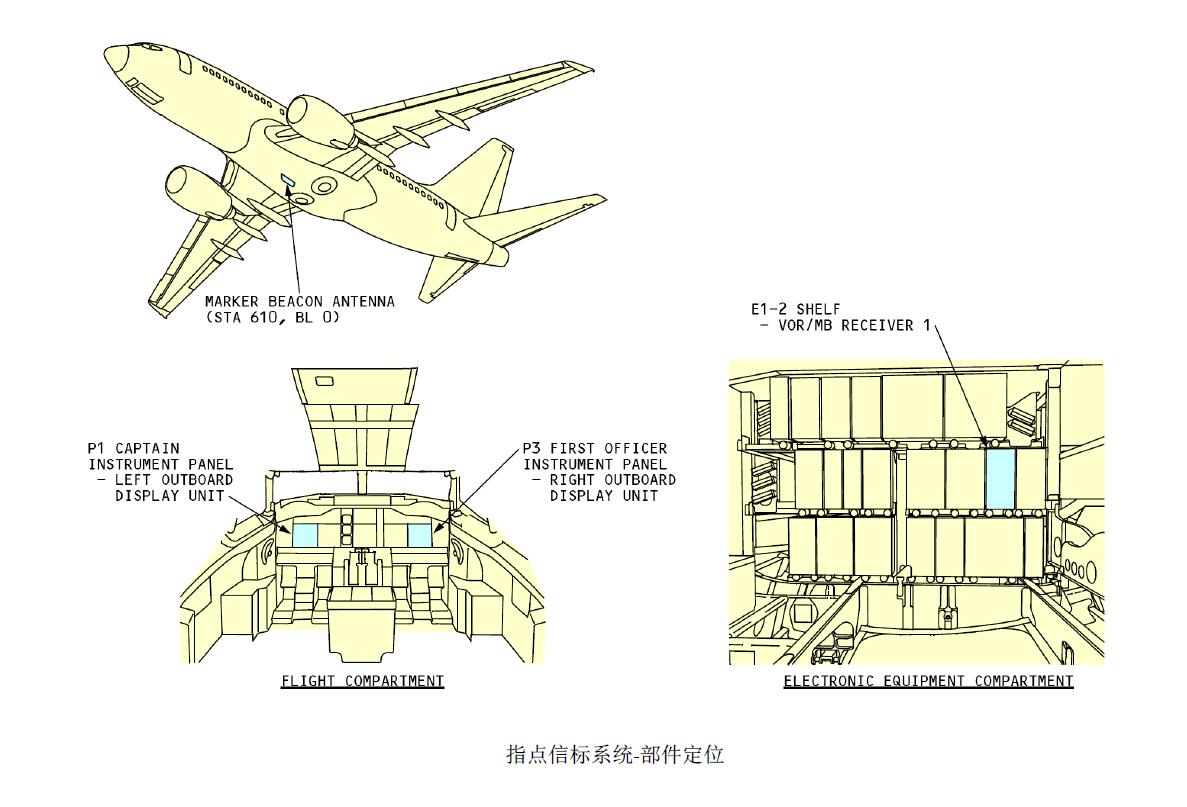 MARKER BEACON ANTENNA
(STA 610, BL 0)
E1-2 SHELF
- VOR/MB RECEIVER 1
P1 CAPTAIN
INSTRUMENT PANEL
- LEFT OUTBOARD
DISPLAY UNIT
P3 FIRST OFFICER
INSTRUMENT PANEL
- RIGHT OUTBOARD
DISPLAY UNIT
FLIGHT COMPARTMENT
ELECTRONIC EQUIPMENT COMPARTMENT
指点信标系统-部件定位